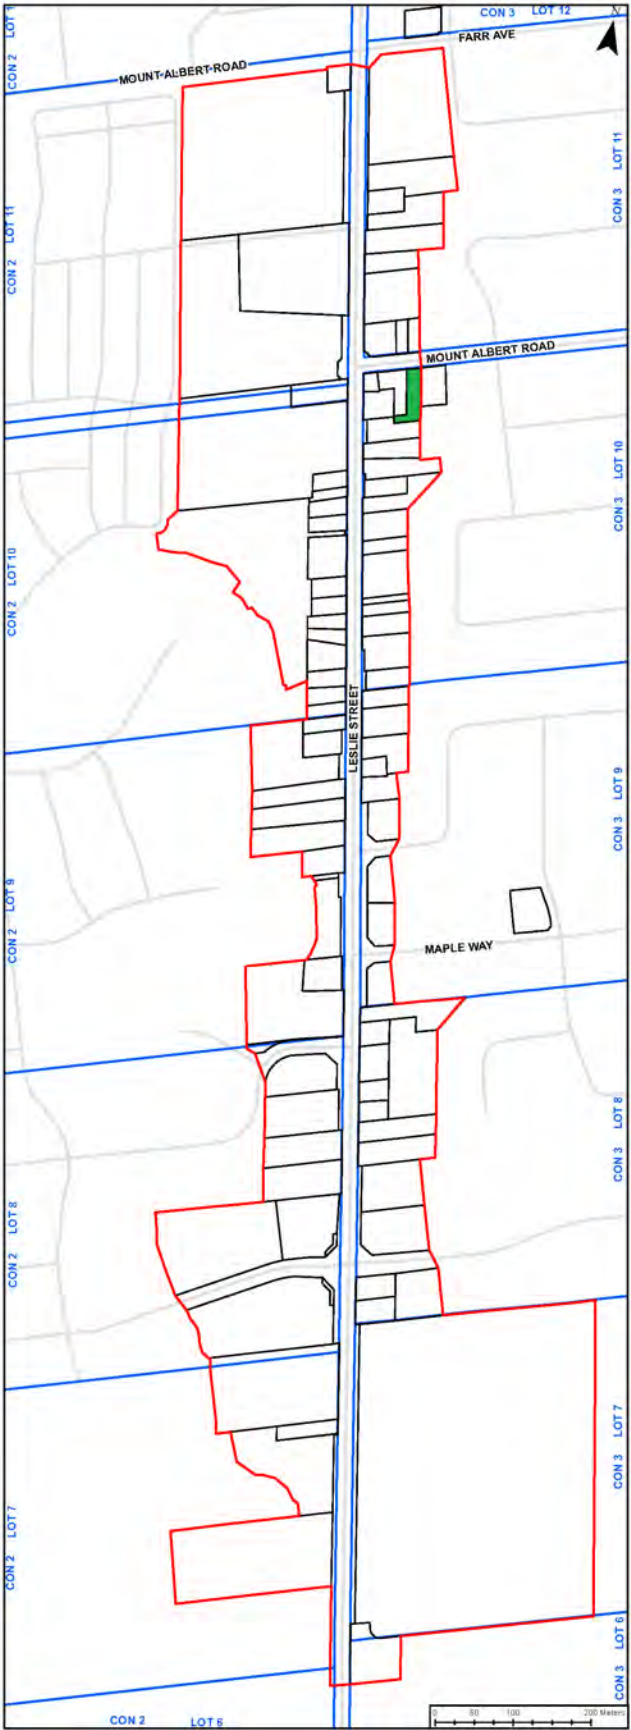 CON 3 LOT 12
N
FARR AVE
MOUNT ALBERT ROAD
CON 2 LOT 1
CON 3 LOT 11
CON 2 LOT 11
MOUNT ALBERT ROAD
CON 3 LOT 10
CON 2 LOT 10
LESLIE STREET
CON 3 LOT 9
CON 2 LOT 9
MAPLE WAY
CON 3 LOT 8
CON 2 LOT 8
CON 3 LOT 7
CON 2 LOT 7
CON 3 LOT 6
CON 2 LOT 6
0 50 100 200 Meters